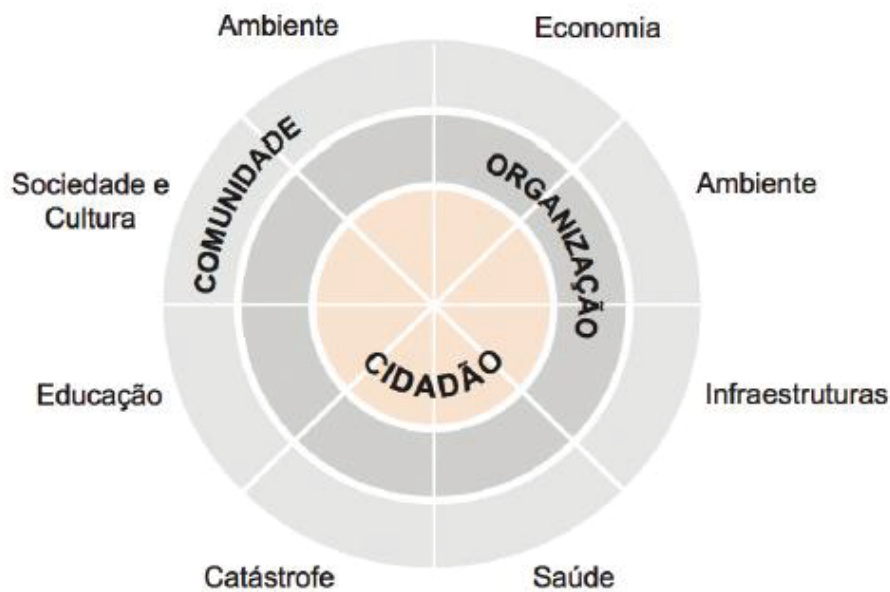 Ambiente
Economia
COMUNIDADE
ORGANIZAÇÃO
Sociedade e
Cultura
Ambiente
CIDADÃO
Educação
Infraestruturas
Catástrofe
Saúde